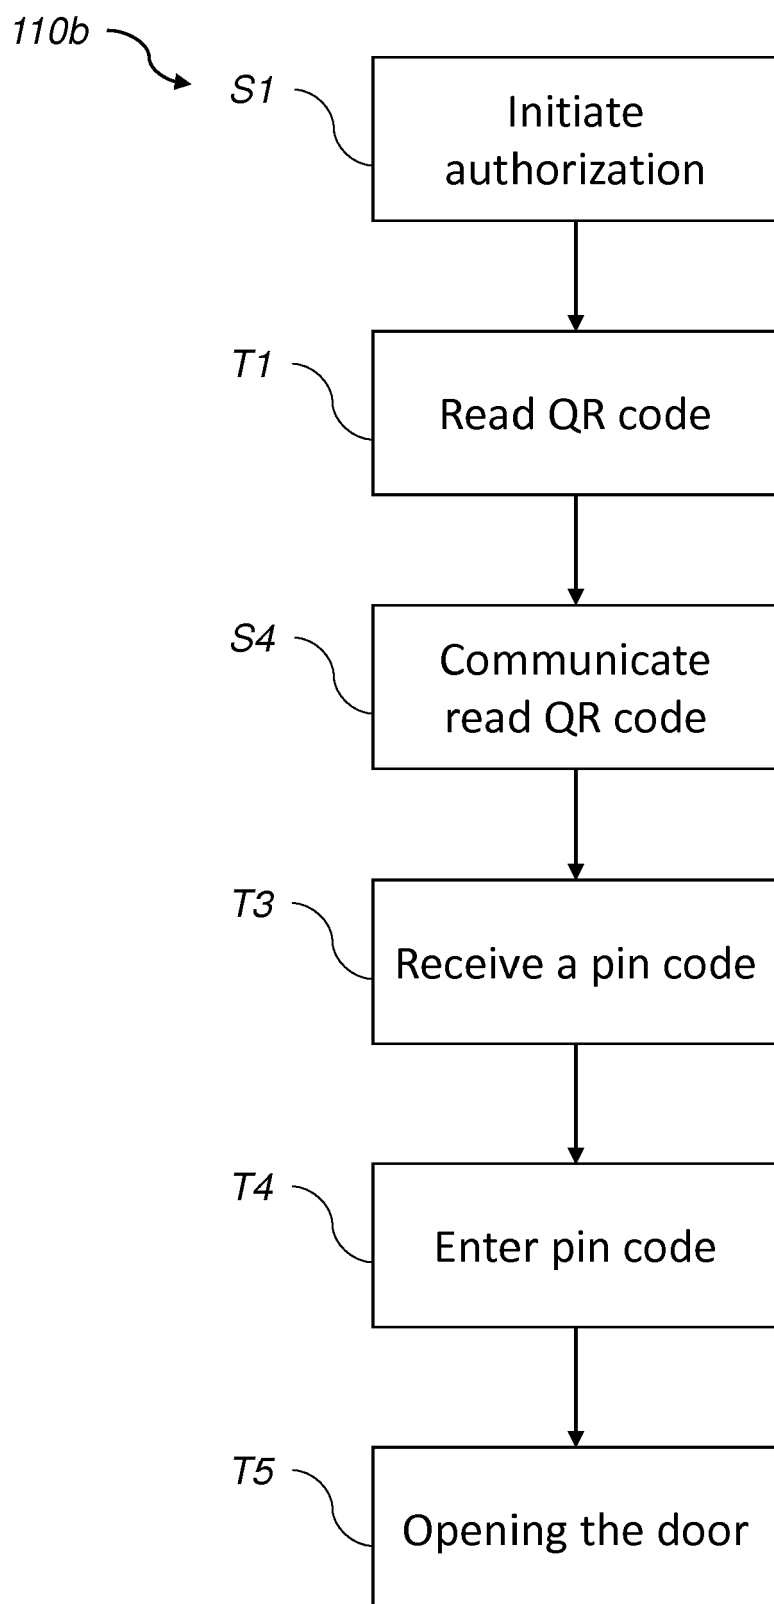 110b
S1
Initiate
authorization
T1
Read QR code
S4
Communicate
read QR code
T3
Receive a pin code
T4
Enter pin code
T5
Opening the door